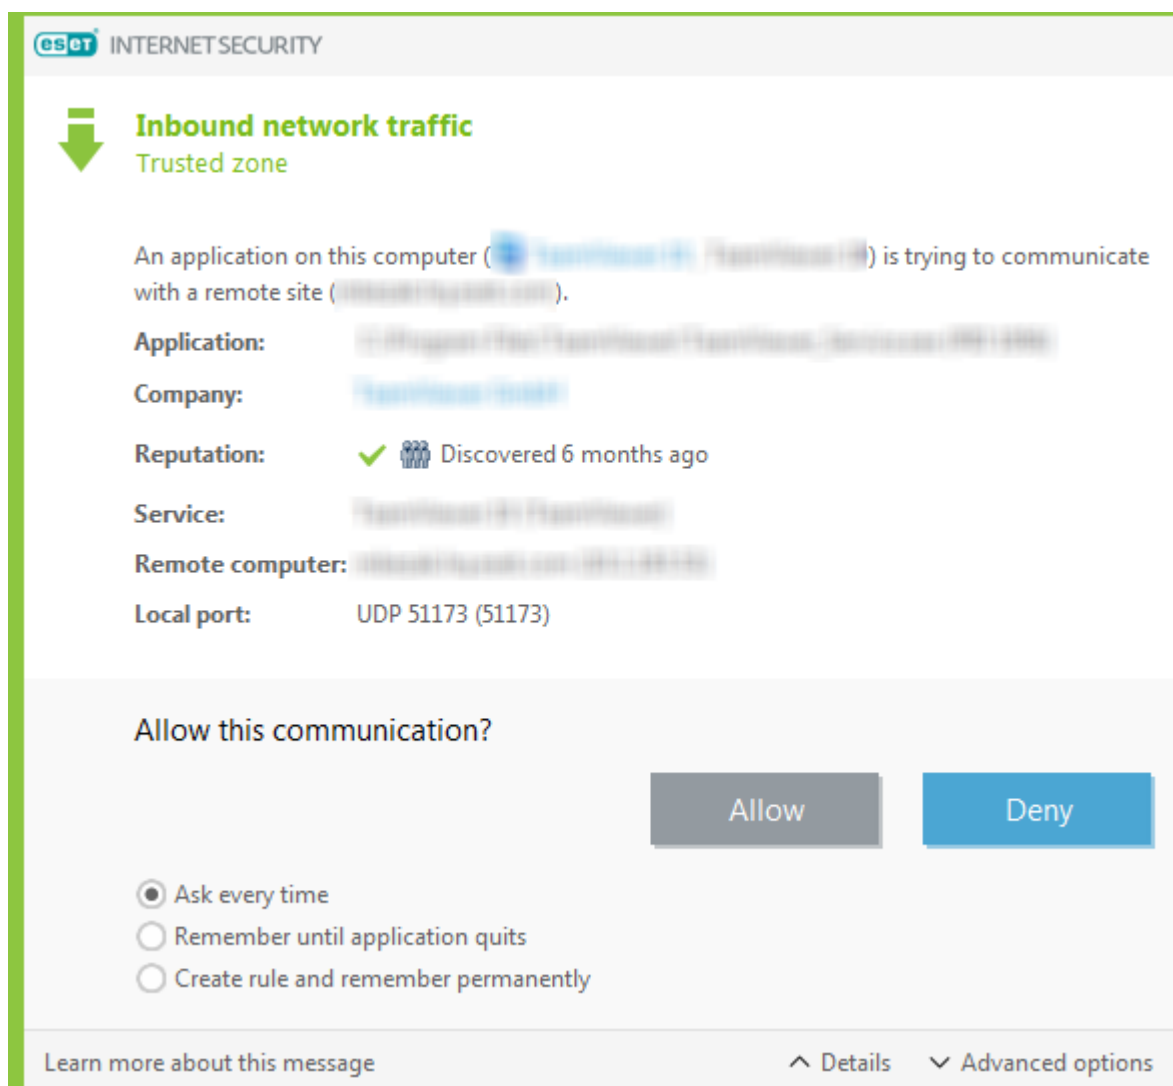 eset INTERNET SECURITY
Inbound network traffic
Trusted zone
An application on this computer ( ) is trying to communicate
with a remote site ( ).
Application:
Company:
Reputation: Discovered 6 months ago
Service:
Remote computer:
Local port: UDP 51173 (51173)
Allow this communication?
Allow Deny
Ask every time
Remember until application quits
Create rule and remember permanently
Learn more about this message Details Advanced options